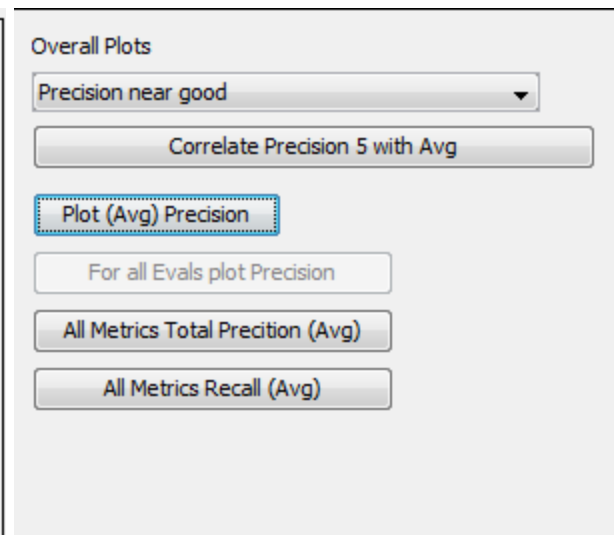 Overall Plots
Precision near good
Correlate Precision 5 with Avg
Plot (Avg) Precision
For all Evals plot Precision
All Metrics Total Precition (Avg)
All Metrics Recall (Avg)